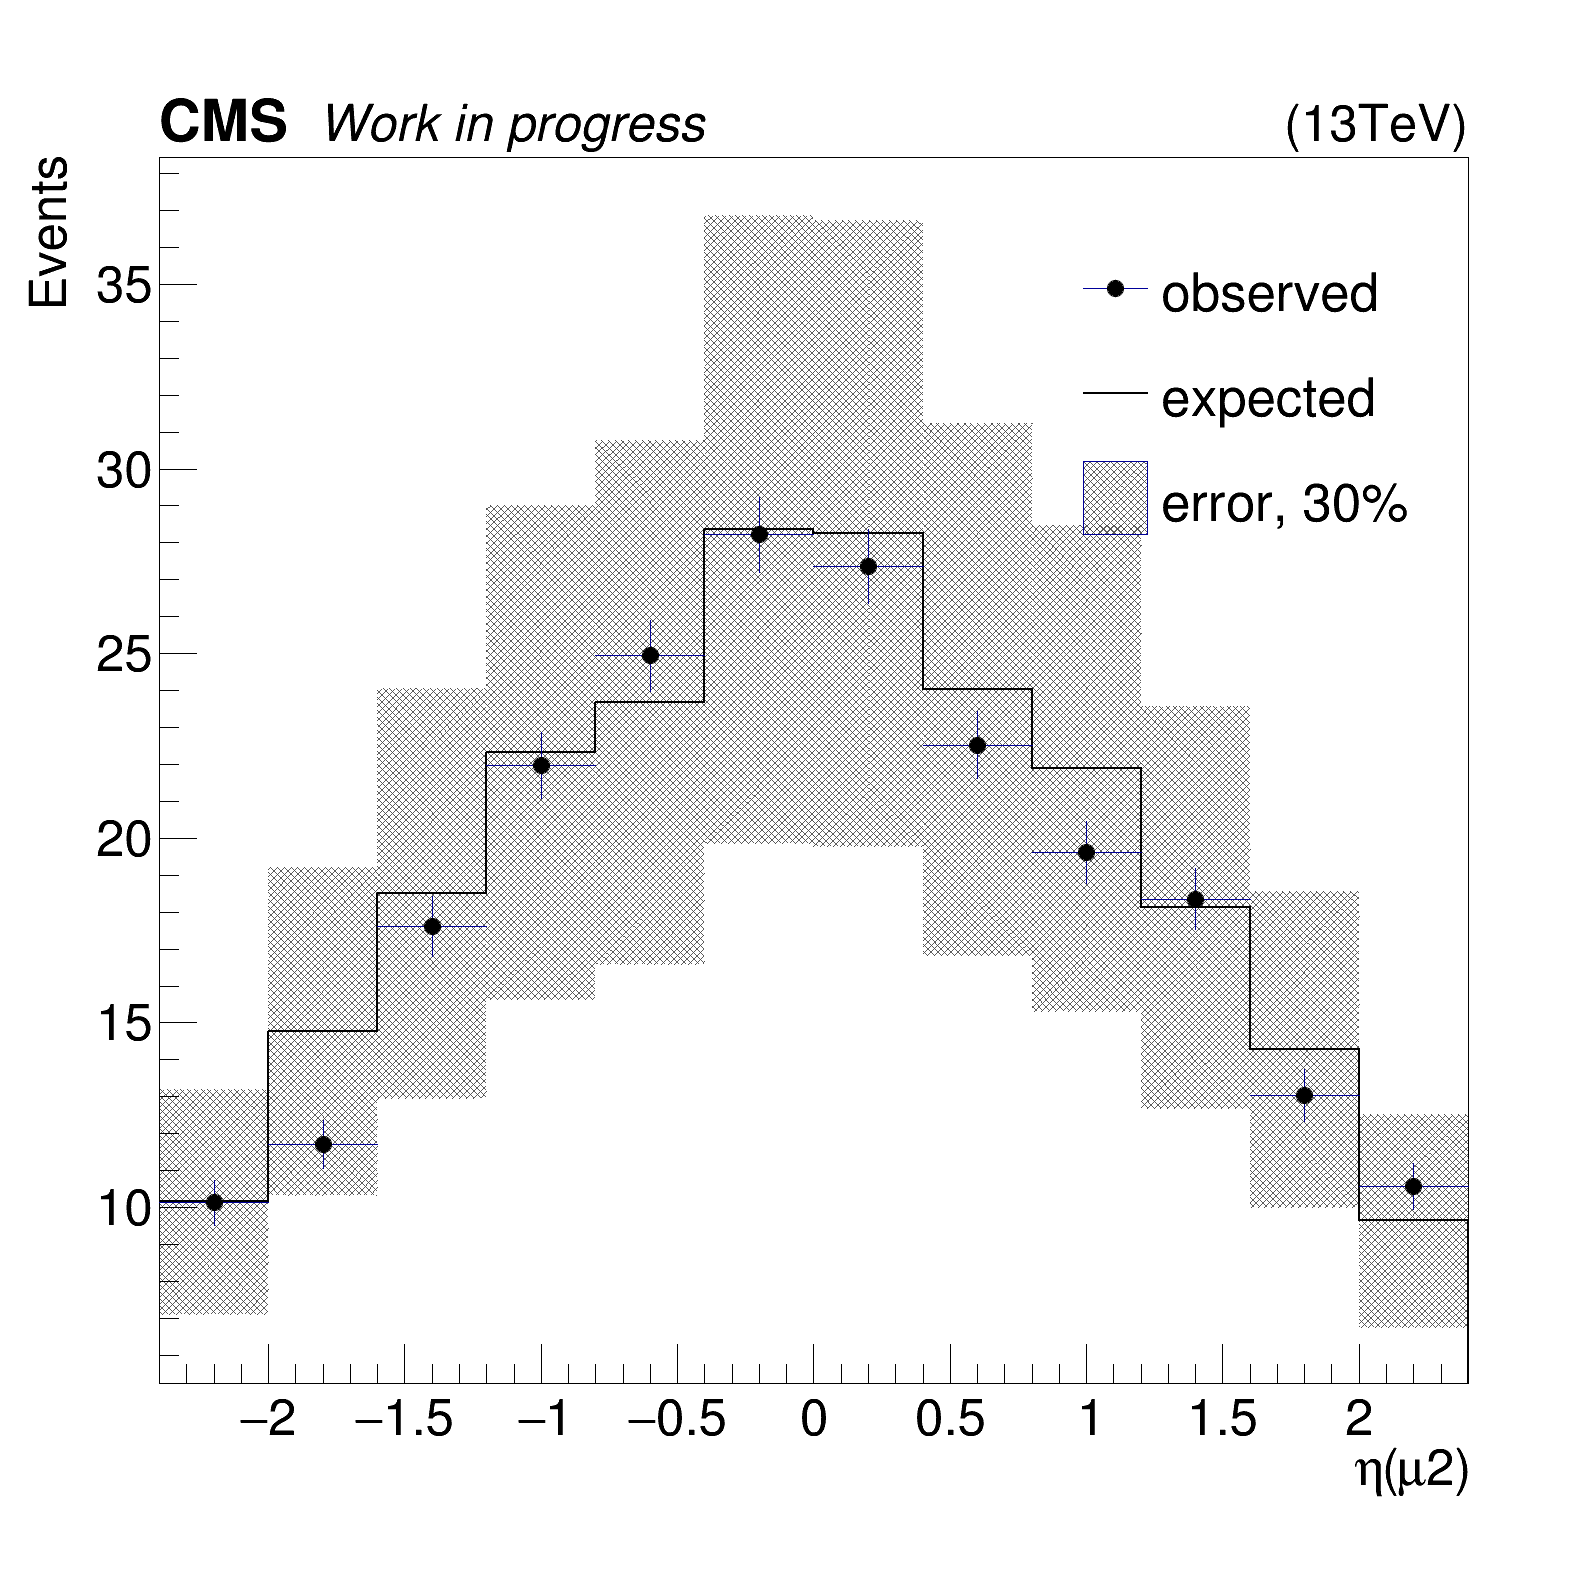 CMS Work in progress (13TeV)
Events
35
30
25
20
15
10
observed
expected
error, 30%
−2 −1.5 −1 −0.5 0 0.5 1 1.5 2
η(μ2)